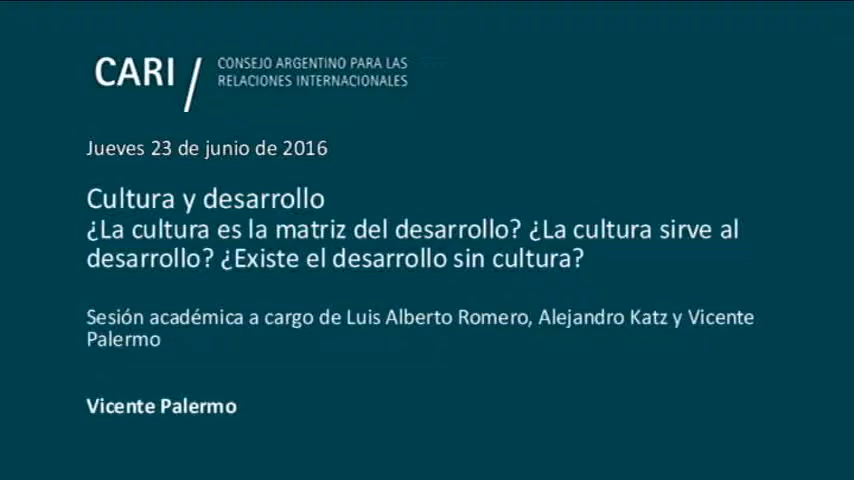 CARI
CONSEJO ARGENTINO PARA LAS
RELACIONES INTERNACIONALES
Jueves 23 de junio de 2016
Cultura y desarrollo
¿La cultura es la matriz del desarrollo? ¿La cultura sirve al
desarrollo? ¿Existe el desarrollo sin cultura?
Sesión académica a cargo de Luis Alberto Romero, Alejandro Katz y Vicente
Palermo
Vicente Palermo